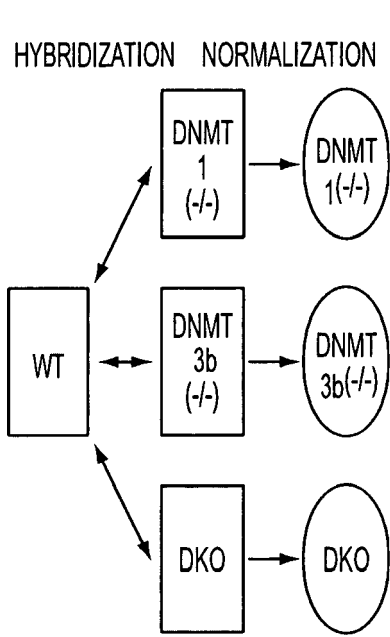 HYBRIDIZATION NORMALIZATION
DNMT
1
(-/-)
DNMT
1(-/-)
WT
DNMT
3b
(-/-)
DNMT
3b(-/-)
DKO
DKO